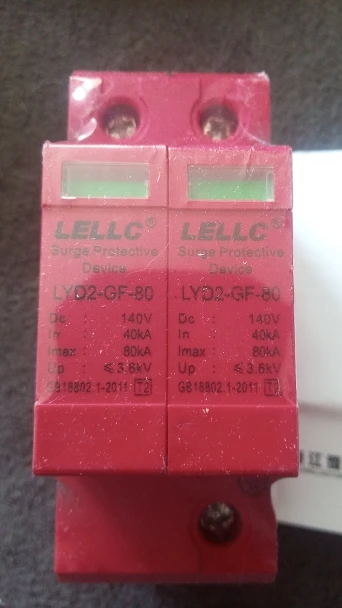 LELLC®
Surge Protective
Device
LYD2-GF-80
Dc : 140V
In : 40kA
Imax : 80kA
Up : ≤3.6kV
GB18802.1-2011 T2
LELLC®
Surge Protective
Device
LYD2-GF-80
Dc : 140V
In : 40kA
Imax : 80kA
Up : ≤3.6kV
GB18802.1-2011 T2